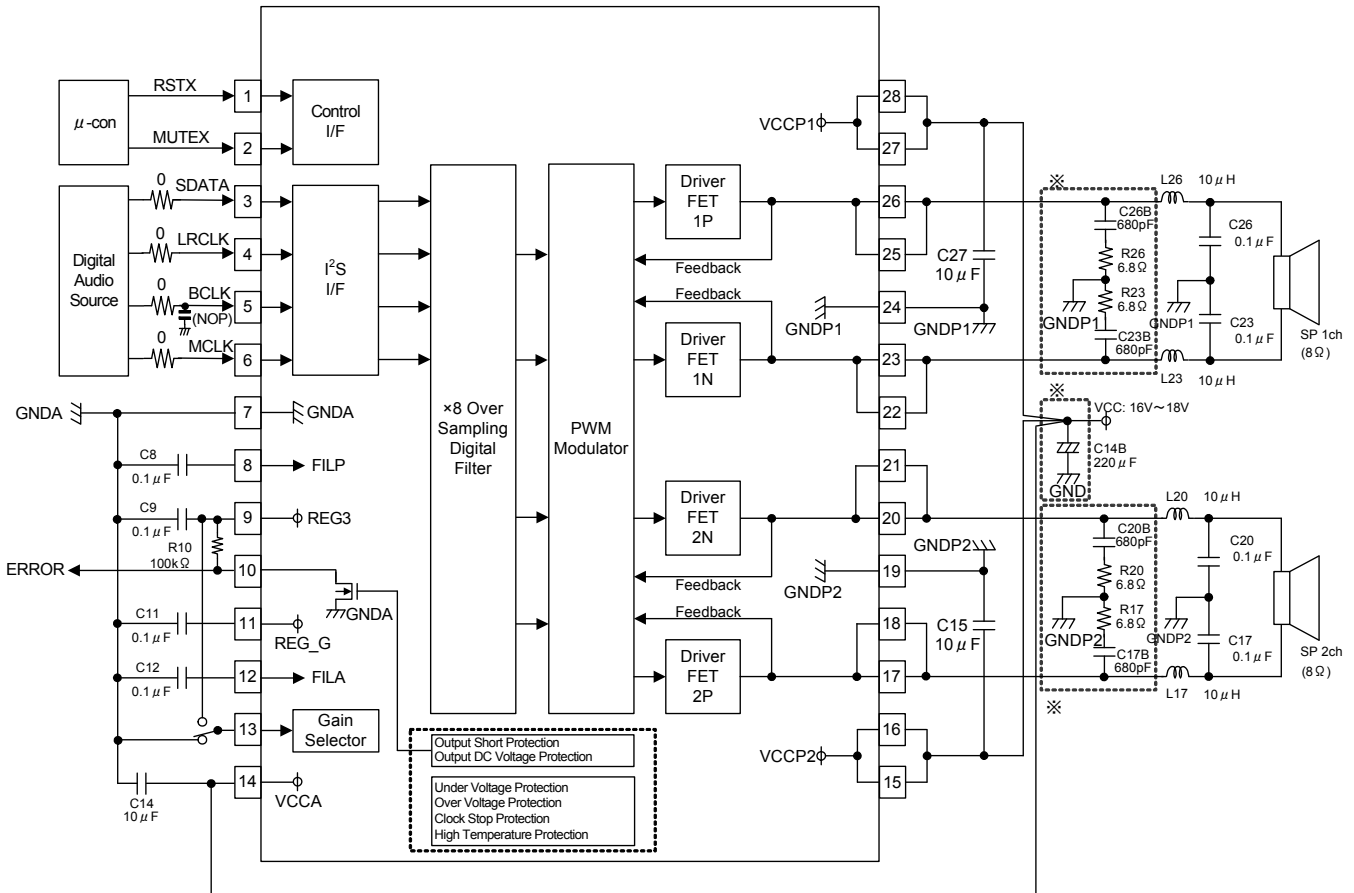 RSTX
μ-con
MUTEX
1
2
Control
I/F
0
SDATA
3
0
LRCLK
4
Digital
Audio
Source
0
BCLK
5
(NOP)
0
MCLK
6
I²S
I/F
GNDA
7
GNDA
C8
0.1μF
8
FILP
C9
0.1μF
9
REG3
R10
100kΩ
ERROR
10
GNDA
C11
0.1μF
11
REG_G
C12
0.1μF
12
FILA
13
Gain
Selector
C14
10μF
14
VCCA
×8 Over
Sampling
Digital
Filter
PWM
Modulator
Driver
FET
1P
Feedback
Feedback
Driver
FET
1N
Driver
FET
2N
Feedback
Feedback
Driver
FET
2P
Output Short Protection
Output DC Voltage Protection
Under Voltage Protection
Over Voltage Protection
Clock Stop Protection
High Temperature Protection
VCCP1
28
27
26
25
C27
10μF
GNDP1
24
GNDP1
23
22
21
20
GNDP2
19
GNDP2
18
C15
10μF
17
VCCP2
16
15
※
C26B
680pF
R26
6.8Ω
R23
6.8Ω
GNDP1
C23B
680pF
L26 10μH
C26
0.1μF
GNDP1
C23
0.1μF
L23 10μH
SP 1ch
(8Ω)
※
VCC: 16V～18V
C14B
220μF
GND
C20B
680pF
R20
6.8Ω
R17
6.8Ω
GNDP2
C17B
680pF
※
L20 10μH
C20
0.1μF
GNDP2
C17
0.1μF
L17 10μH
SP 2ch
(8Ω)